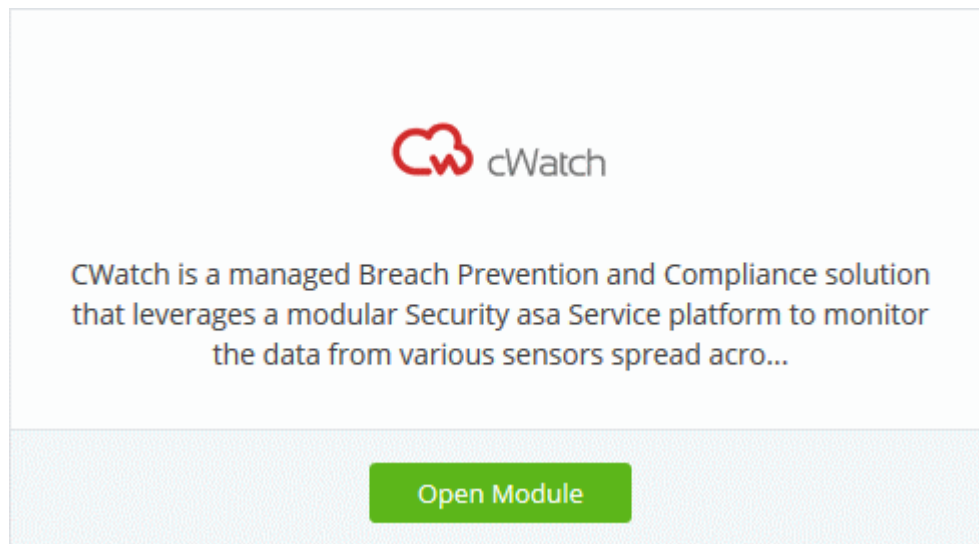 cWatch
CWatch is a managed Breach Prevention and Compliance solution
that leverages a modular Security asa Service platform to monitor
the data from various sensors spread acro...
Open Module